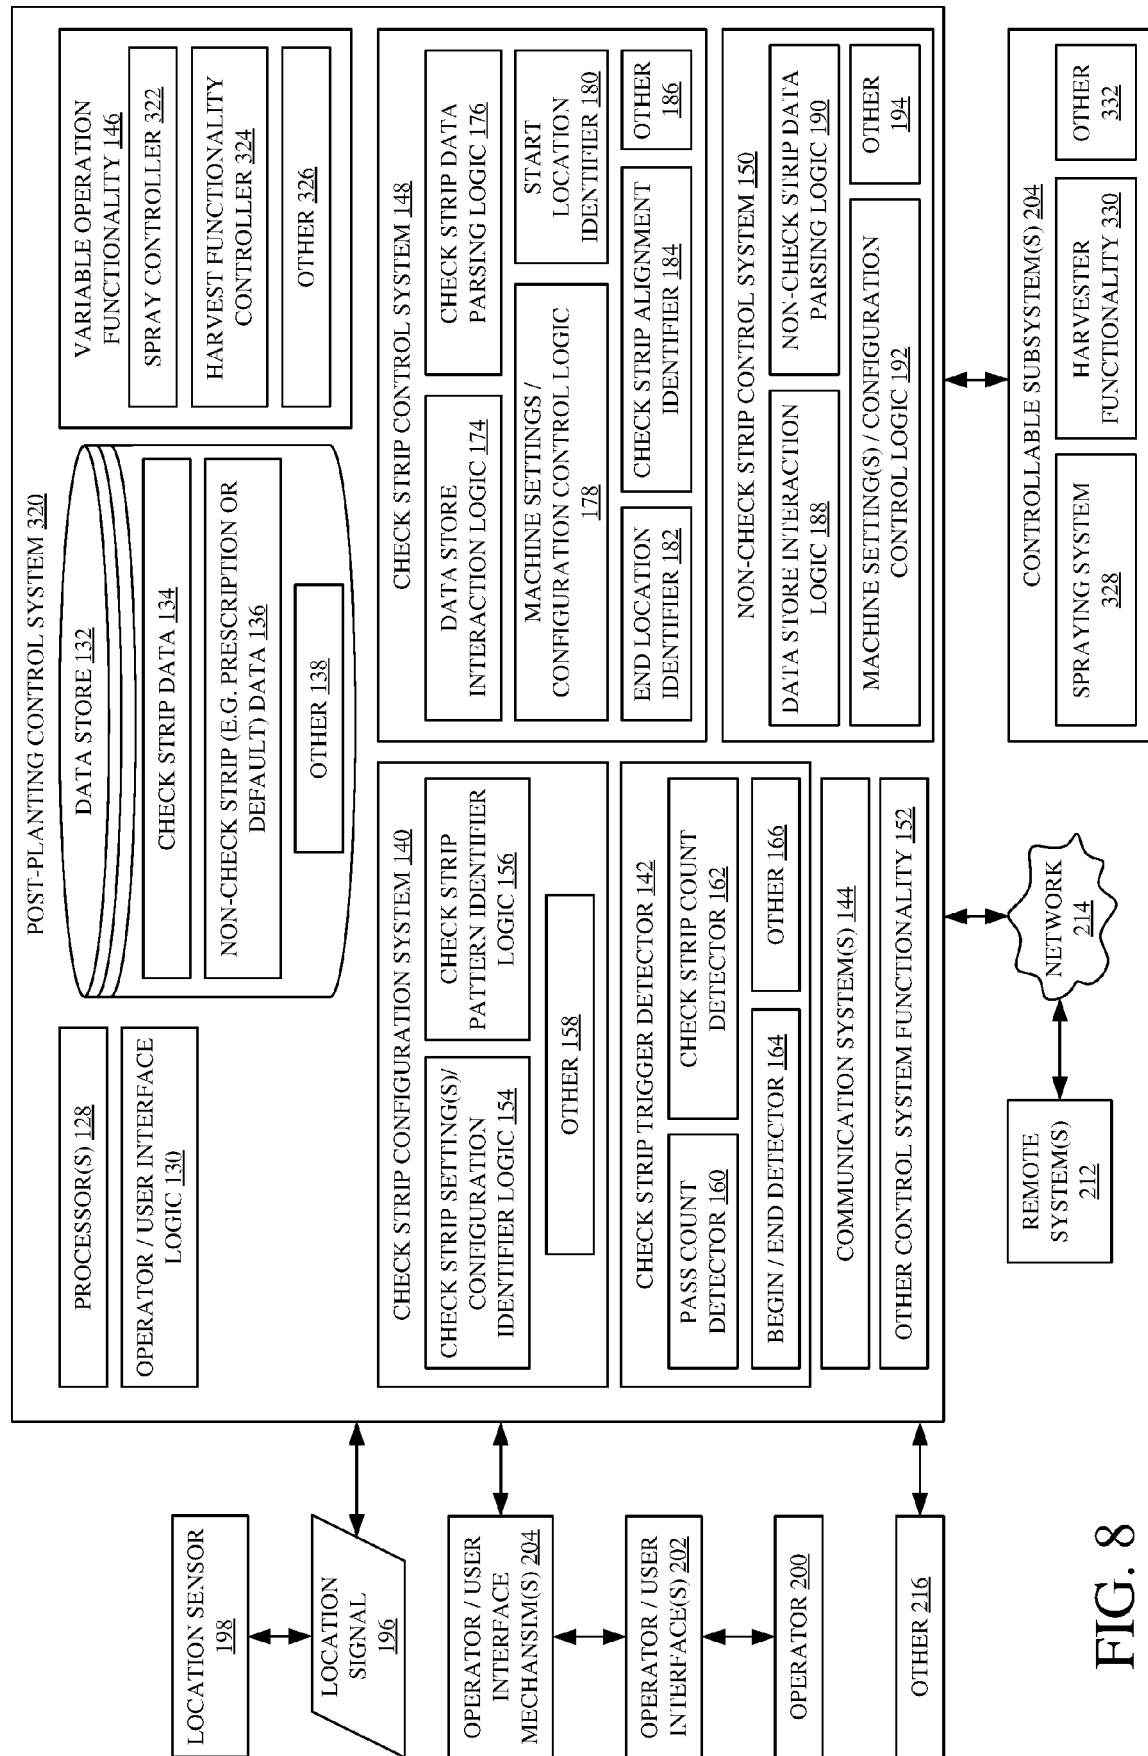 POST-PLANTING CONTROL SYSTEM 320
PROCESSOR(S) 128
OPERATOR / USER INTERFACE
LOGIC 130
DATA STORE 132
CHECK STRIP DATA 134
NON-CHECK STRIP (E.G. PRESCRIPTION OR
DEFAULT) DATA 136
OTHER 138
VARIABLE OPERATION
FUNCTIONALITY 146
SPRAY CONTROLLER 322
HARVEST FUNCTIONALITY
CONTROLLER 324
OTHER 326
CHECK STRIP CONFIGURATION SYSTEM 140
CHECK STRIP SETTING(S)/
CONFIGURATION
IDENTIFIER LOGIC 154
CHECK STRIP
PATTERN IDENTIFIER
LOGIC 156
OTHER 158
CHECK STRIP TRIGGER DETECTOR 142
PASS COUNT
DETECTOR 160
CHECK STRIP COUNT
DETECTOR 162
BEGIN / END DETECTOR 164
OTHER 166
COMMUNICATION SYSTEM(S) 144
OTHER CONTROL SYSTEM FUNCTIONALITY 152
CHECK STRIP CONTROL SYSTEM 148
DATA STORE
INTERACTION LOGIC 174
CHECK STRIP DATA
PARSING LOGIC 176
MACHINE SETTINGS /
CONFIGURATION CONTROL LOGIC
178
START
LOCATION
IDENTIFIER 180
END LOCATION
IDENTIFIER 182
CHECK STRIP ALIGNMENT
IDENTIFIER 184
OTHER
186
NON-CHECK STRIP CONTROL SYSTEM 150
DATA STORE INTERACTION
LOGIC 188
NON-CHECK STRIP DATA
PARSING LOGIC 190
MACHINE SETTING(S) / CONFIGURATION
CONTROL LOGIC 192
OTHER
194
LOCATION SENSOR
198
LOCATION
SIGNAL
196
OPERATOR / USER
INTERFACE
MECHANSIM(S) 204
OPERATOR / USER
INTERFACE(S) 202
OPERATOR 200
OTHER 216
REMOTE
SYSTEM(S)
212
NETWORK
214
CONTROLLABLE SUBSYSTEM(S) 204
SPRAYING SYSTEM
328
HARVESTER
FUNCTIONALITY 330
OTHER
332
FIG. 8